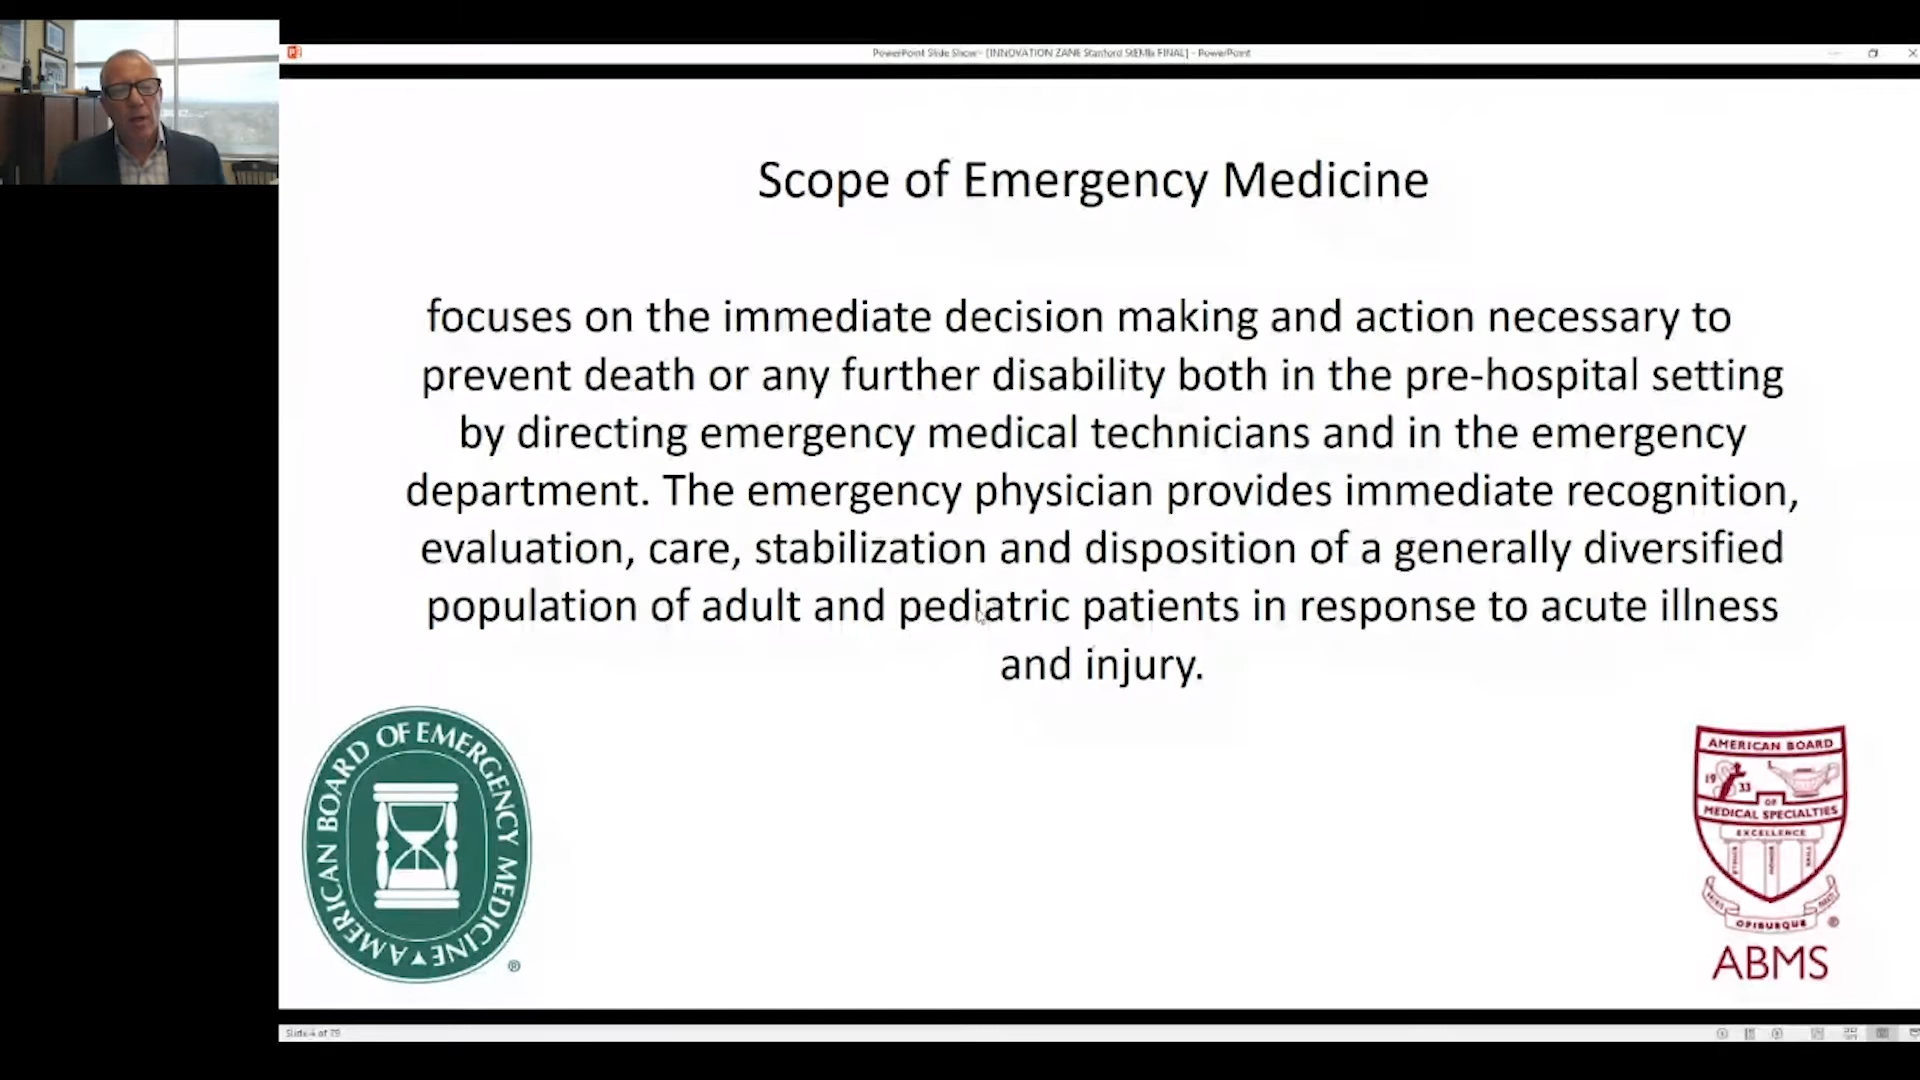 PowerPoint Slide Show - [INNOVATION ZANE Stanford StEMIx FINAL] - PowerPoint
Scope of Emergency Medicine
focuses on the immediate decision making and action necessary to
prevent death or any further disability both in the pre-hospital setting
by directing emergency medical technicians and in the emergency
department. The emergency physician provides immediate recognition,
evaluation, care, stabilization and disposition of a generally diversified
population of adult and pediatric patients in response to acute illness
and injury.
AMERICAN BOARD OF EMERGENCY MEDICINE
®
AMERICAN BOARD
19 33
OF
MEDICAL SPECIALTIES
EXCELLENCE
®
ABMS